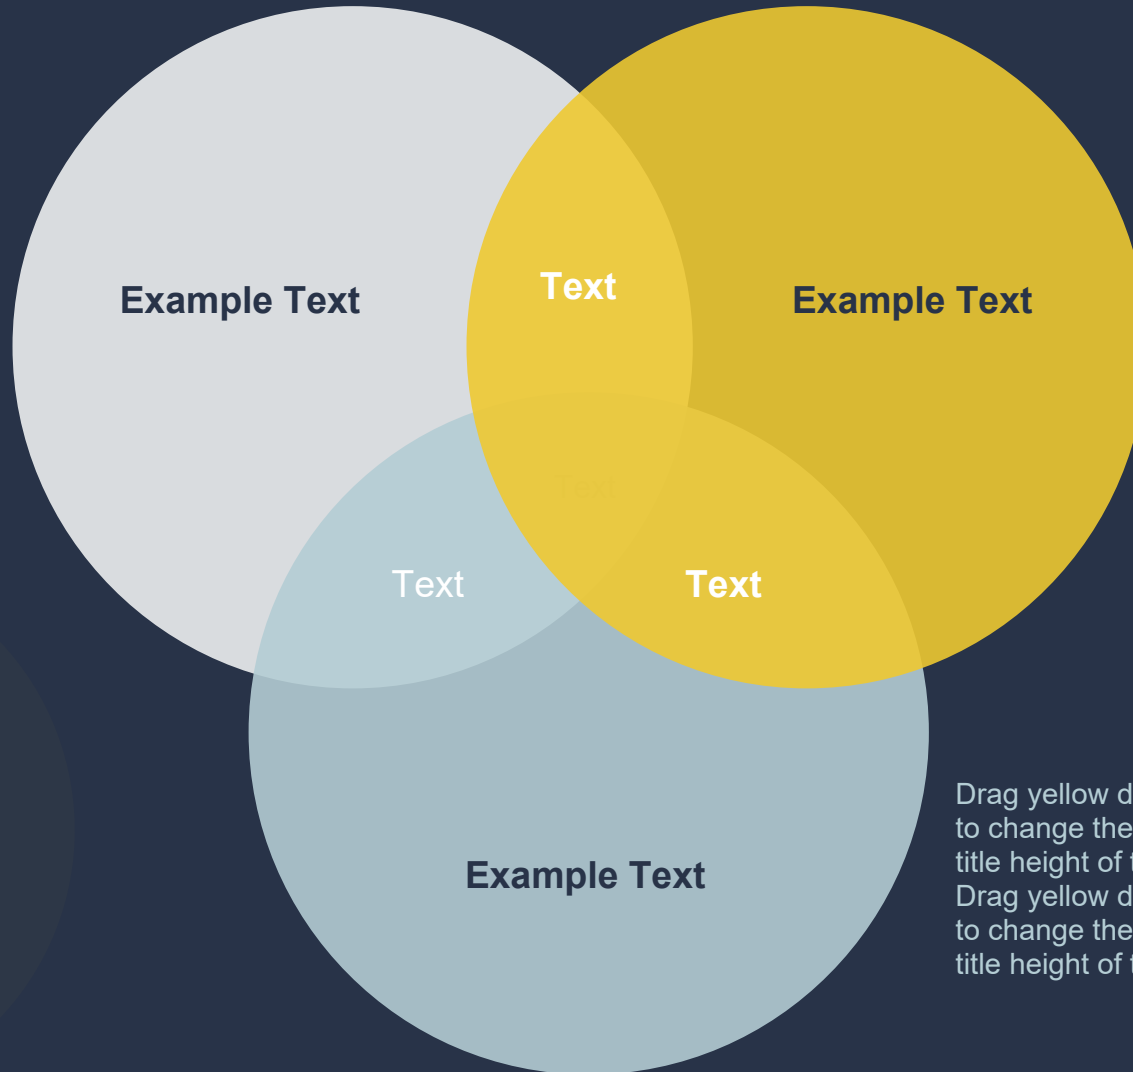 Text
Example Text
Example Text
Text
Text
Text
Example Text
Drag yellow d
to change the
title height of t
Drag yellow d
to change the
title height of t